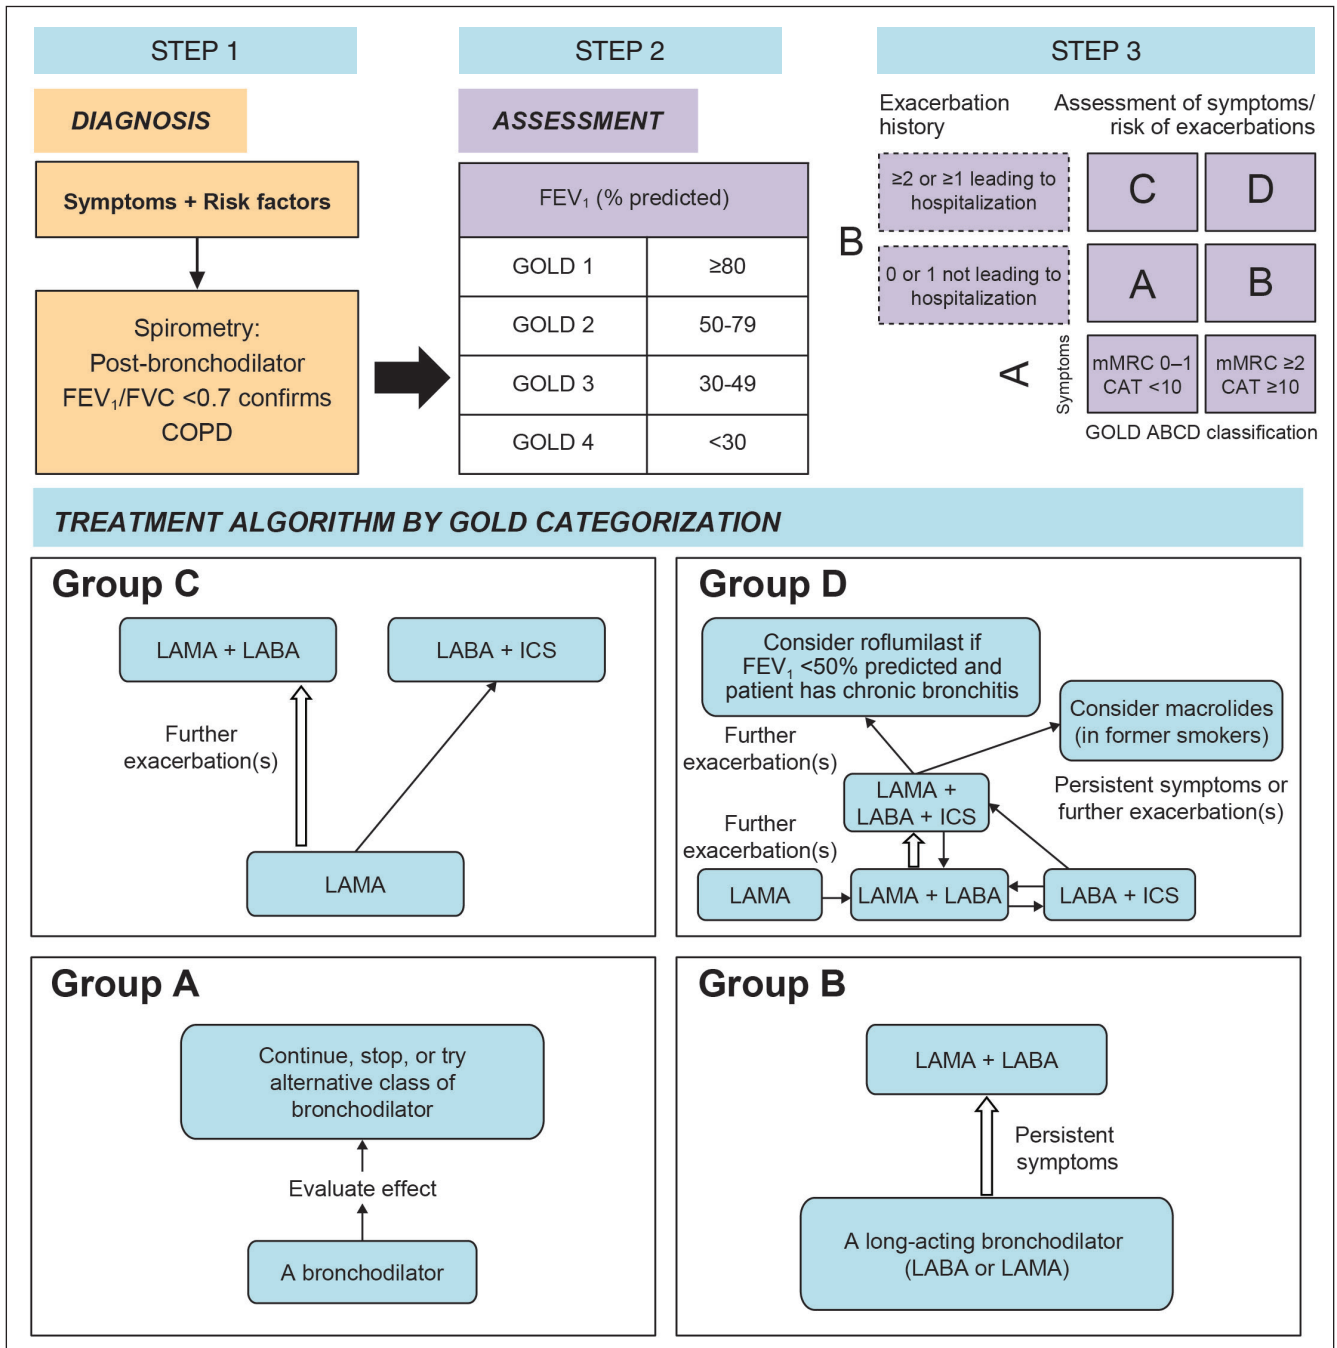 STEP 1
DIAGNOSIS
Symptoms + Risk factors
Spirometry:
Post-bronchodilator
FEV₁/FVC <0.7 confirms
COPD
STEP 2
ASSESSMENT
FEV₁ (% predicted)
GOLD 1 ≥80
GOLD 2 50-79
GOLD 3 30-49
GOLD 4 <30
STEP 3
Exacerbation
history
Assessment of symptoms/
risk of exacerbations
≥2 or ≥1 leading to
hospitalization
C
D
B
0 or 1 not leading to
hospitalization
A
B
A
Symptoms
mMRC 0–1
CAT <10
mMRC ≥2
CAT ≥10
GOLD ABCD classification
TREATMENT ALGORITHM BY GOLD CATEGORIZATION
Group C
LAMA + LABA
LABA + ICS
Further
exacerbation(s)
LAMA
Group D
Consider roflumilast if
FEV₁ <50% predicted and
patient has chronic bronchitis
Consider macrolides
(in former smokers)
Further
exacerbation(s)
LAMA +
LABA + ICS
Persistent symptoms or
further exacerbation(s)
Further
exacerbation(s)
LAMA
LAMA + LABA
LABA + ICS
Group A
Continue, stop, or try
alternative class of
bronchodilator
Evaluate effect
A bronchodilator
Group B
LAMA + LABA
Persistent
symptoms
A long-acting bronchodilator
(LABA or LAMA)